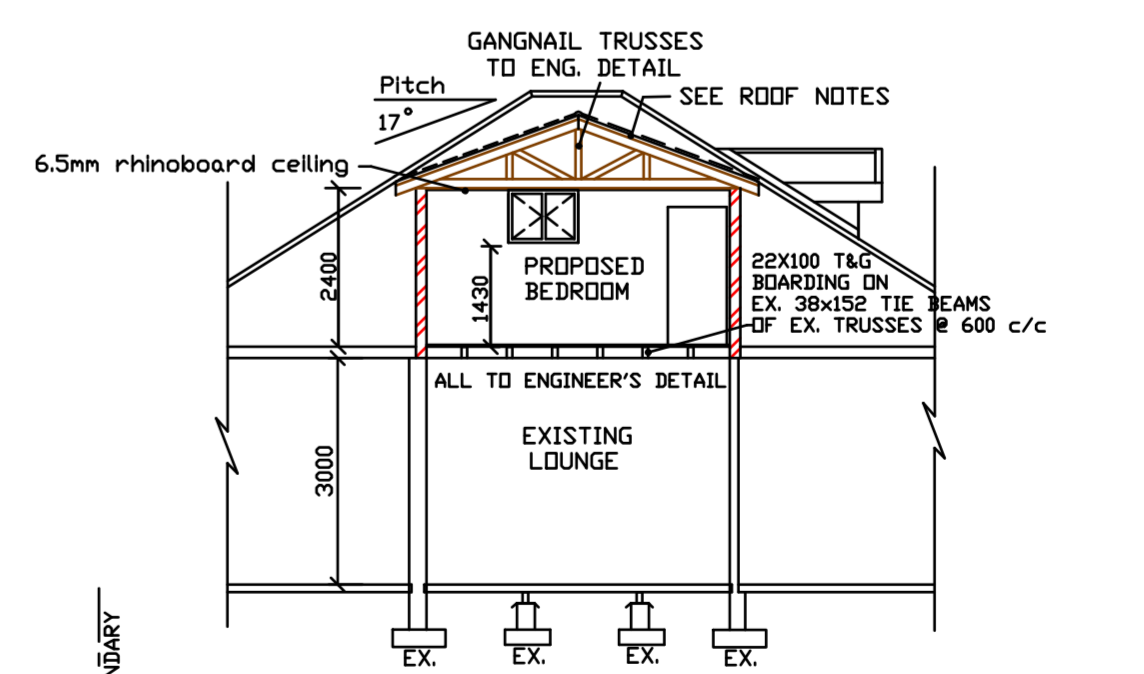 GANGNAIL TRUSSES
TO ENG. DETAIL
Pitch
17°
SEE ROOF NOTES
6.5mm rhinoboard ceiling
2400
1430
PROPOSED
BEDROOM
22X100 T&G
BOARDING ON
EX. 38x152 TIE BEAMS
OF EX. TRUSSES @ 600 c/c
ALL TO ENGINEER'S DETAIL
EXISTING
LOUNGE
3000
EX.
EX.
EX.
EX.
NDARY